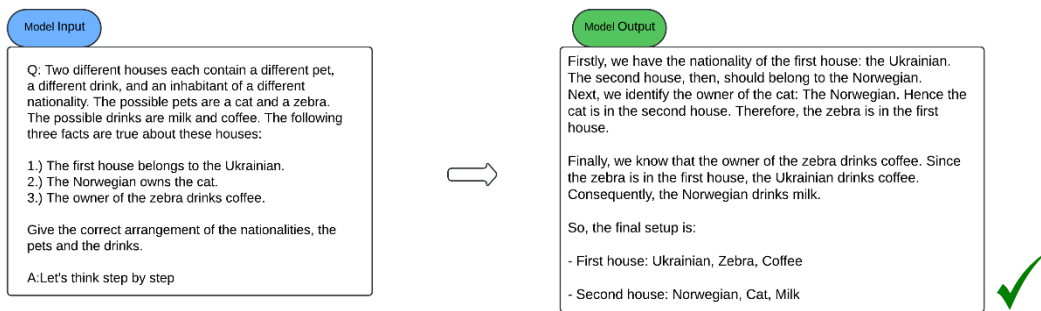 Model Input
Q: Two different houses each contain a different pet,
a different drink, and an inhabitant of a different
nationality. The possible pets are a cat and a zebra.
The possible drinks are milk and coffee. The following
three facts are true about these houses:
1.) The first house belongs to the Ukrainian.
2.) The Norwegian owns the cat.
3.) The owner of the zebra drinks coffee.
Give the correct arrangement of the nationalities, the
pets and the drinks.
A:Let's think step by step
Model Output
Firstly, we have the nationality of the first house: the Ukrainian.
The second house, then, should belong to the Norwegian.
Next, we identify the owner of the cat: The Norwegian. Hence the
cat is in the second house. Therefore, the zebra is in the first
house.
Finally, we know that the owner of the zebra drinks coffee. Since
the zebra is in the first house, the Ukrainian drinks coffee.
Consequently, the Norwegian drinks milk.
So, the final setup is:
- First house: Ukrainian, Zebra, Coffee
- Second house: Norwegian, Cat, Milk